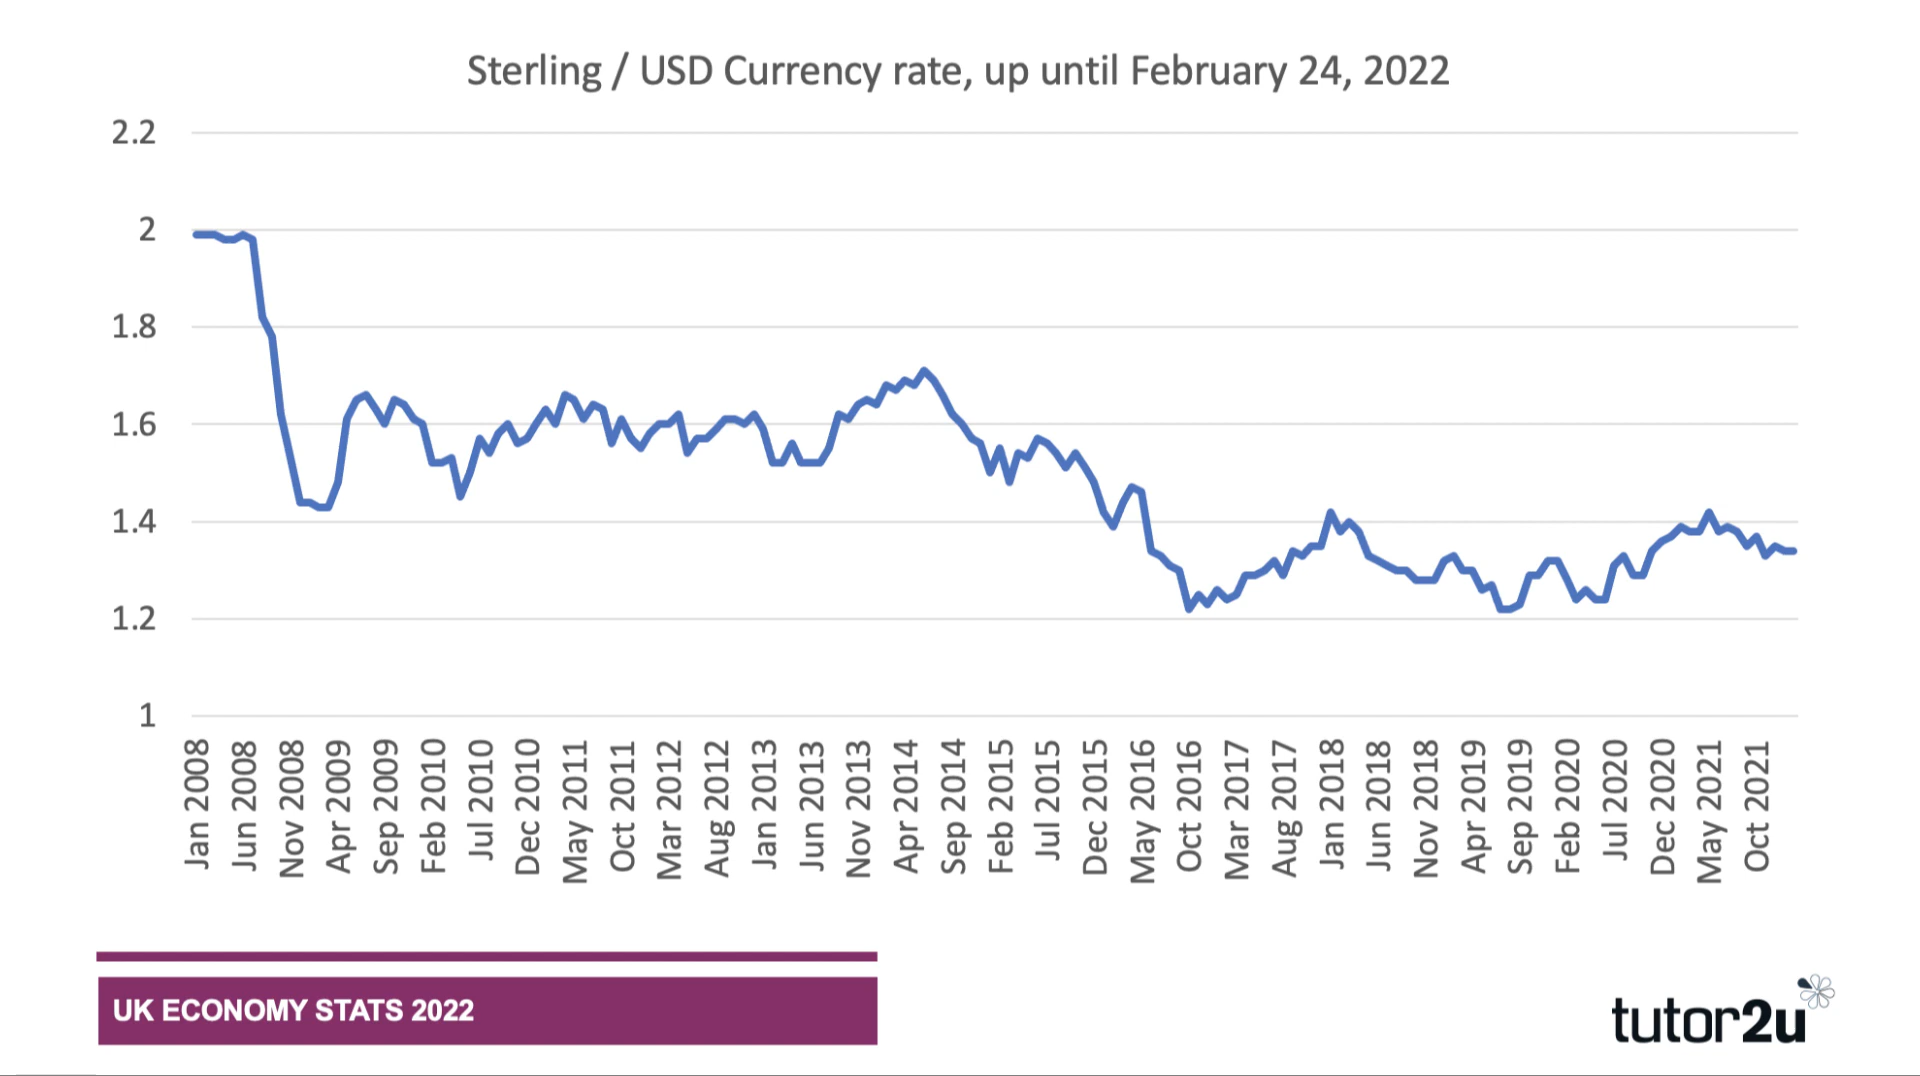 Sterling / USD Currency rate, up until February 24, 2022
2.2
2
1.8
1.6
1.4
1.2
1
Jan 2008
Jun 2008
Nov 2008
Apr 2009
Sep 2009
Feb 2010
Jul 2010
Dec 2010
May 2011
Oct 2011
Mar 2012
Aug 2012
Jan 2013
Jun 2013
Nov 2013
Apr 2014
Sep 2014
Feb 2015
Jul 2015
Dec 2015
May 2016
Oct 2016
Mar 2017
Aug 2017
Jan 2018
Jun 2018
Nov 2018
Apr 2019
Sep 2019
Feb 2020
Jul 2020
Dec 2020
May 2021
Oct 2021
UK ECONOMY STATS 2022
tutor2u